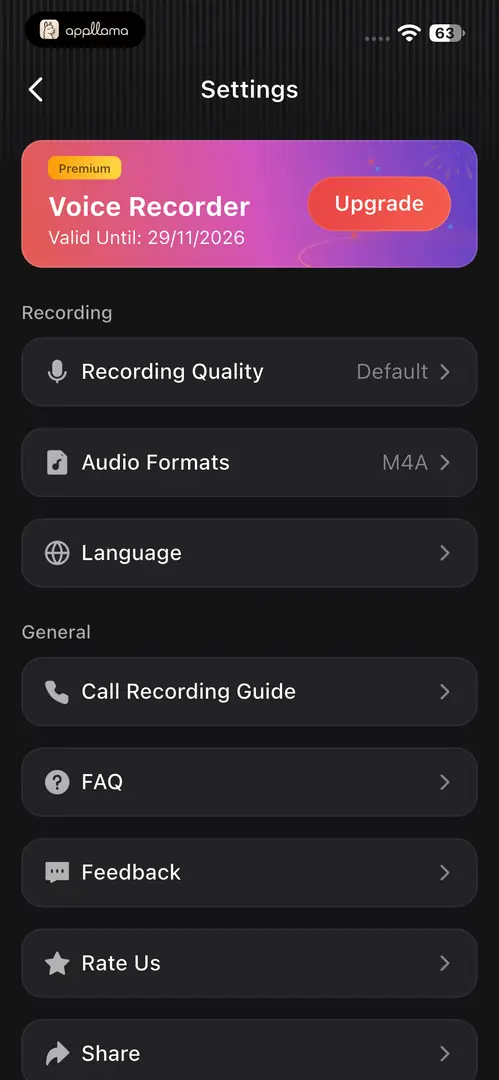 appllama
63
Settings
Premium
Voice Recorder
Valid Until: 29/11/2026
Upgrade
Recording
Recording Quality
Default
Audio Formats
M4A
Language
General
Call Recording Guide
FAQ
Feedback
Rate Us
Share